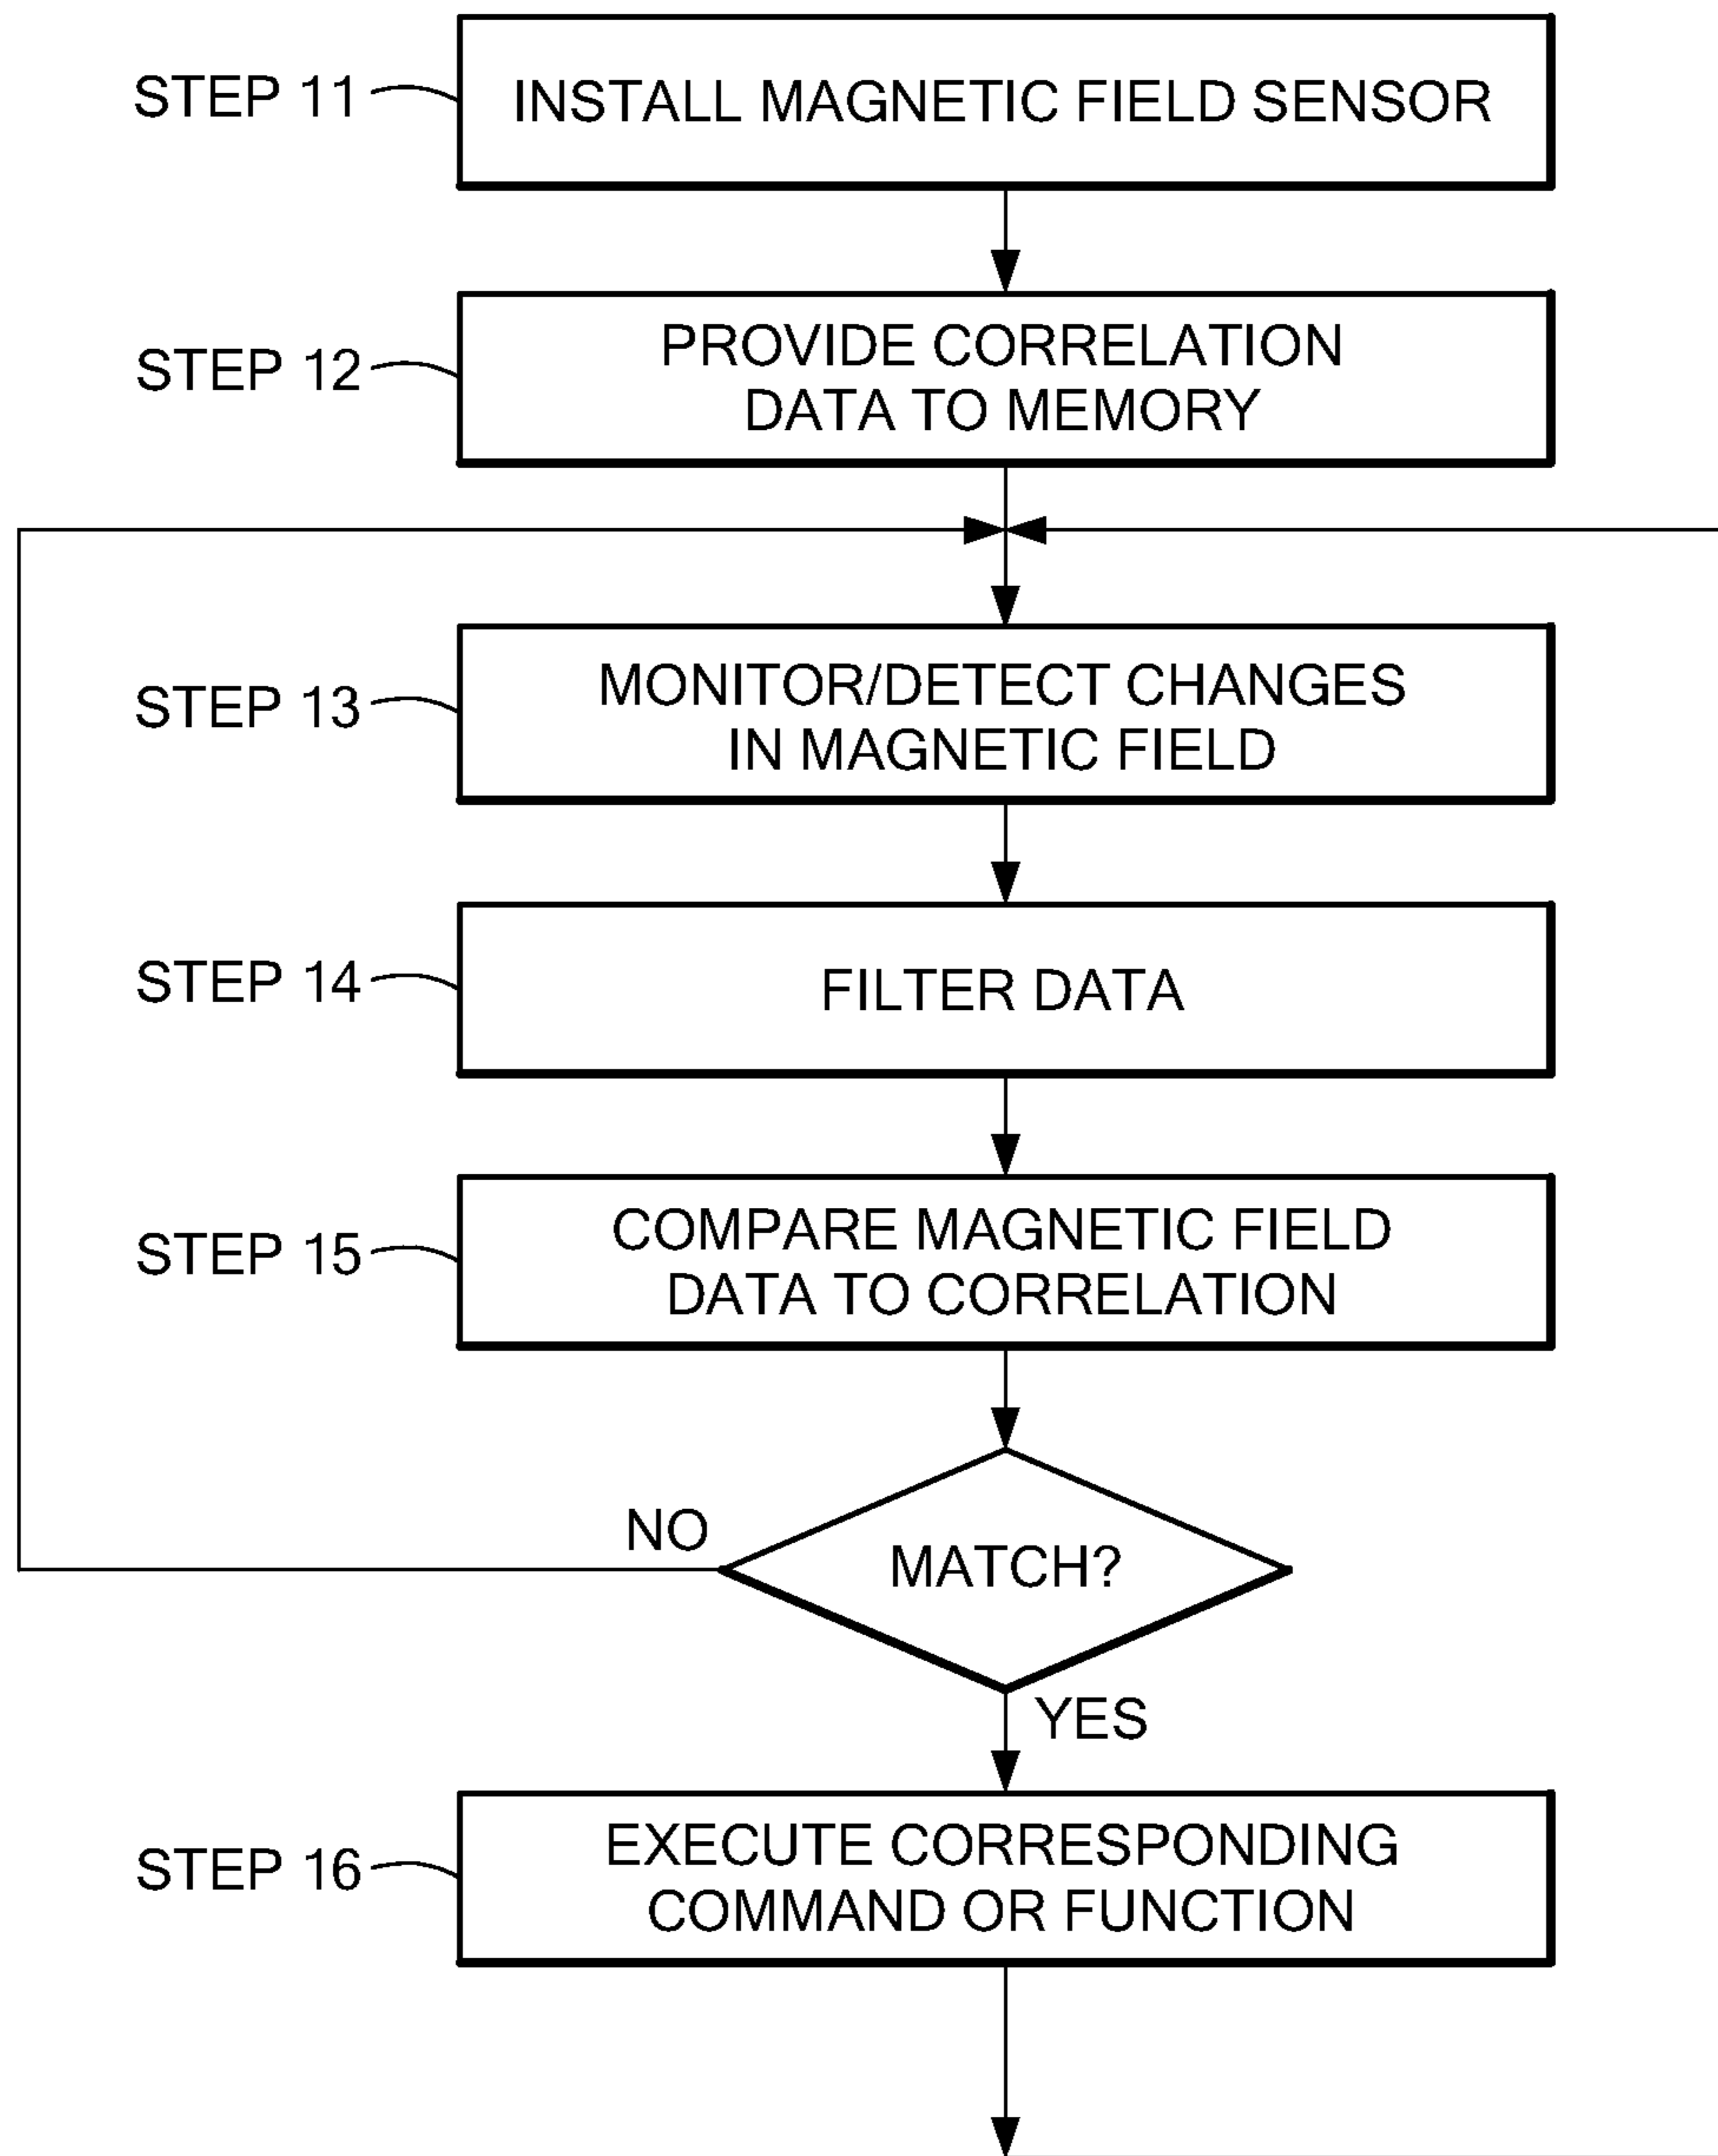 STEP 11
INSTALL MAGNETIC FIELD SENSOR
STEP 12
PROVIDE CORRELATION
DATA TO MEMORY
STEP 13
MONITOR/DETECT CHANGES
IN MAGNETIC FIELD
STEP 14
FILTER DATA
STEP 15
COMPARE MAGNETIC FIELD
DATA TO CORRELATION
NO
MATCH?
YES
STEP 16
EXECUTE CORRESPONDING
COMMAND OR FUNCTION